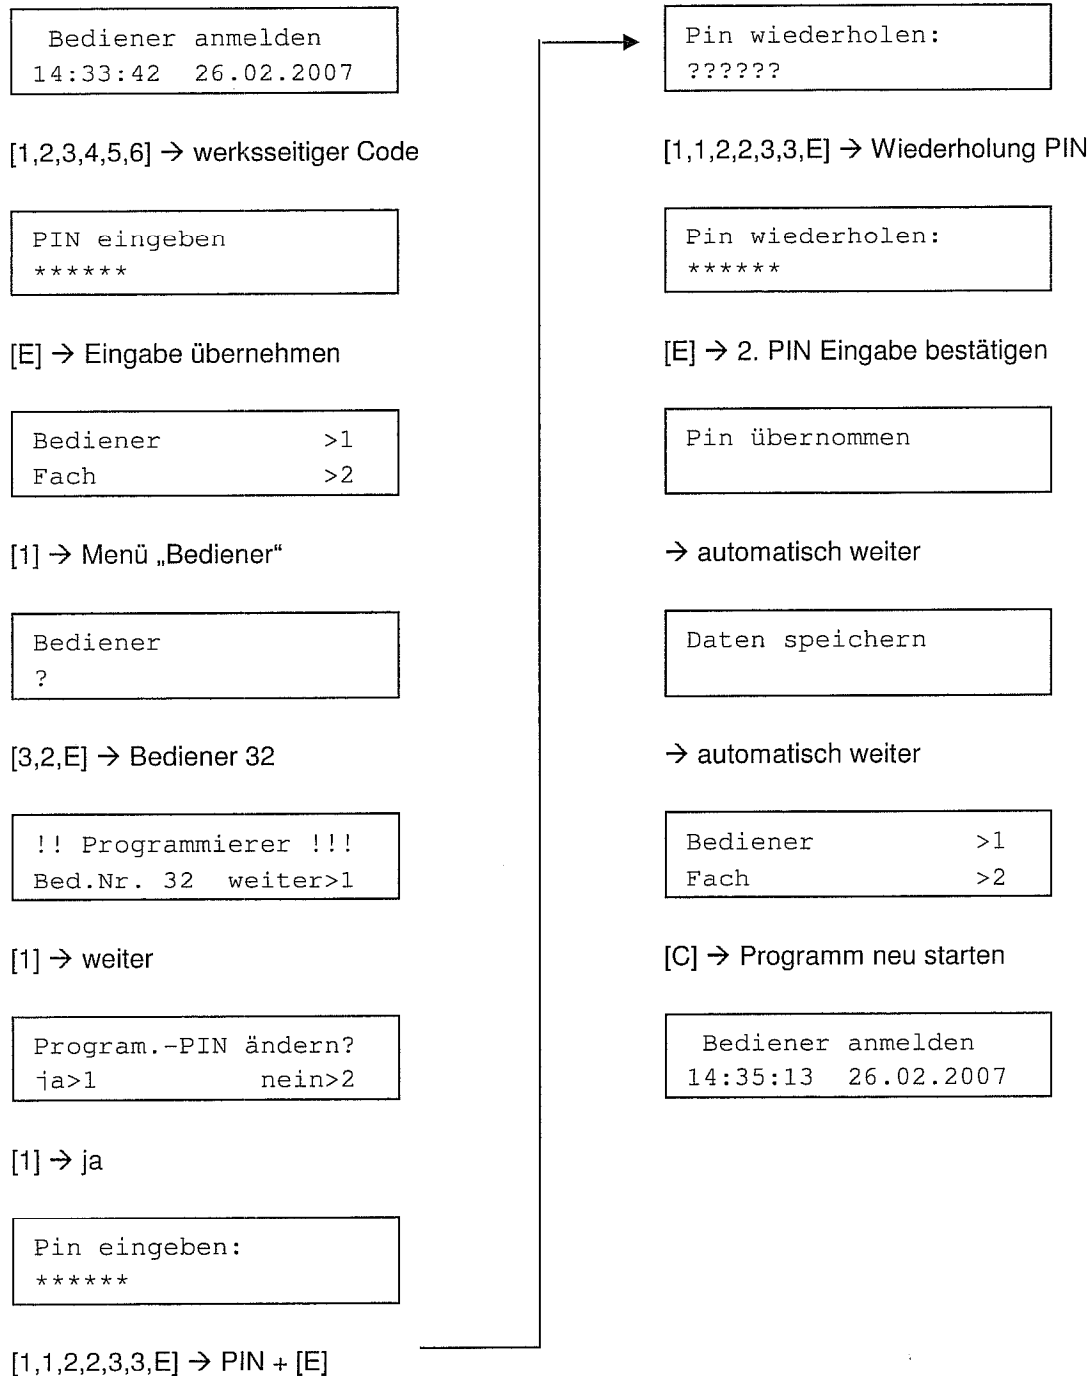 Bediener anmelden
14:33:42 26.02.2007
[1,2,3,4,5,6] → werksseitiger Code
PIN eingeben
******
[E] → Eingabe übernehmen
Bediener >1
Fach >2
[1] → Menü „Bediener“
Bediener
?
[3,2,E] → Bediener 32
!! Programmierer !!!
Bed.Nr. 32 weiter>1
[1] → weiter
Program.-PIN ändern?
ja>1 nein>2
[1] → ja
Pin eingeben:
******
[1,1,2,2,3,3,E] → PIN + [E]
Pin wiederholen:
??????
[1,1,2,2,3,3,E] → Wiederholung PIN
Pin wiederholen:
******
[E] → 2. PIN Eingabe bestätigen
Pin übernommen
→ automatisch weiter
Daten speichern
→ automatisch weiter
Bediener >1
Fach >2
[C] → Programm neu starten
Bediener anmelden
14:35:13 26.02.2007